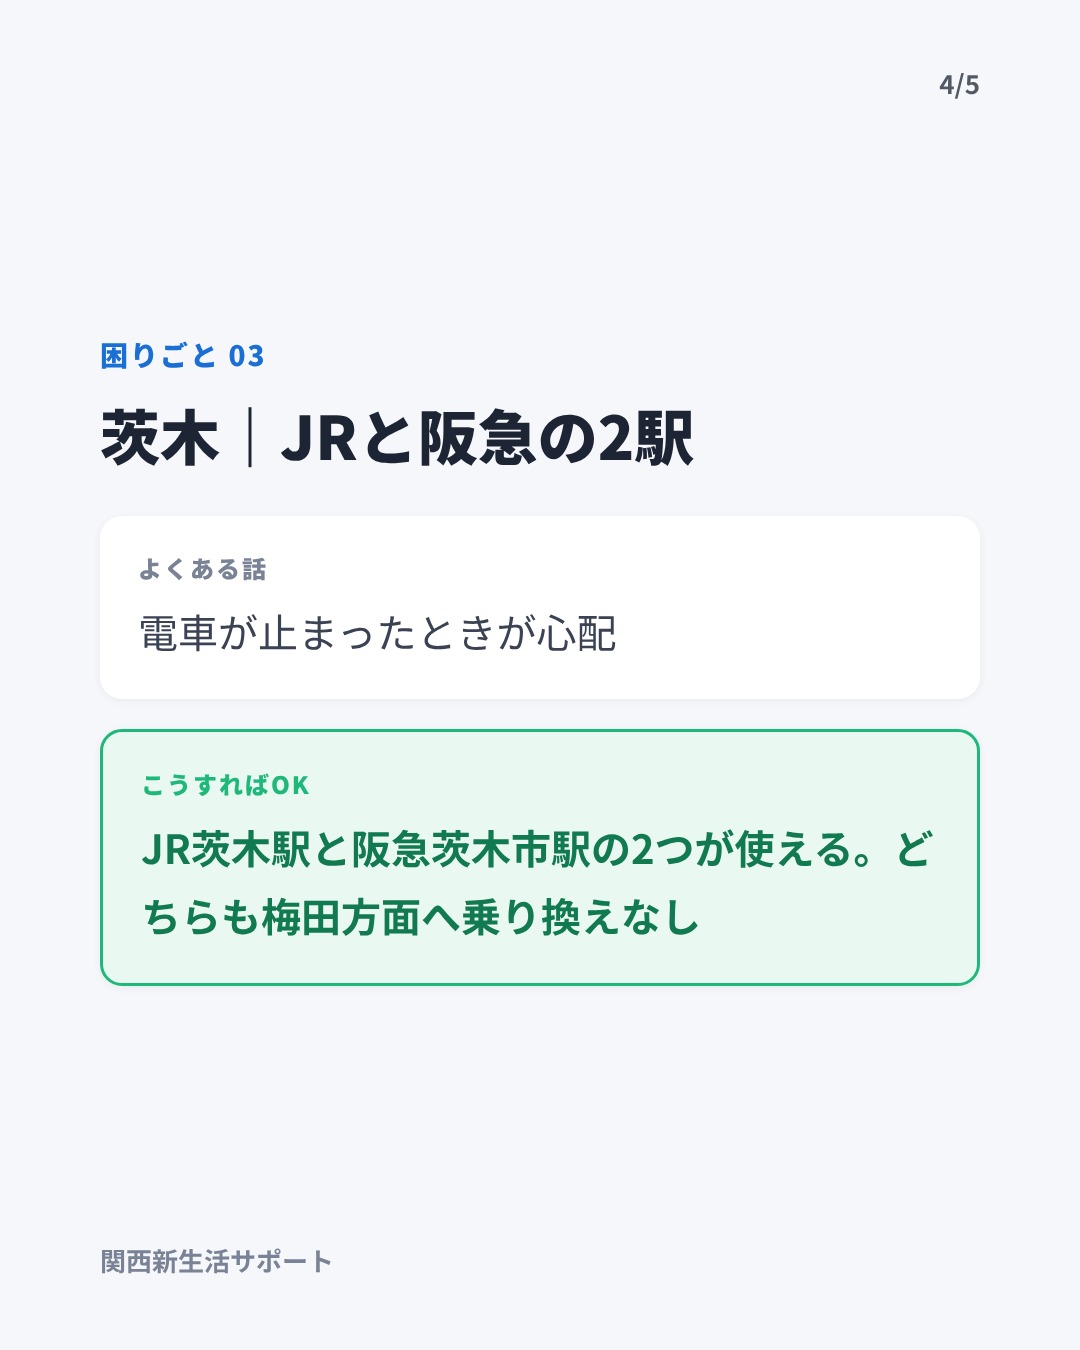 4/5
困りごと 03
茨木｜JRと阪急の2駅
よくある話
電車が止まったときが心配
こうすればOK
JR茨木駅と阪急茨木市駅の2つが使える。ど
ちらも梅田方面へ乗り換えなし
関西新生活サポート